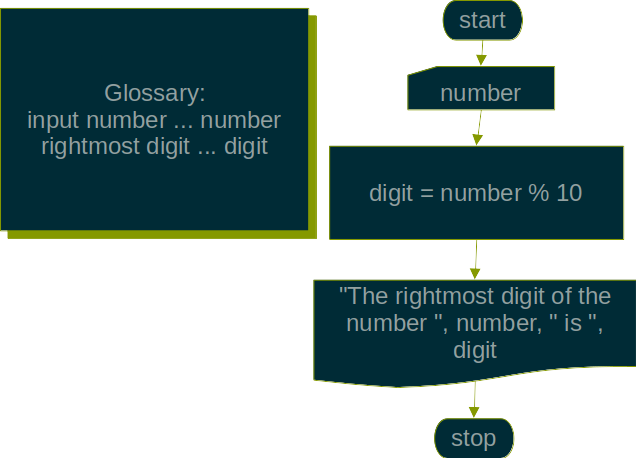 Glossary:
input number ... number
rightmost digit ... digit
start
number
digit = number % 10
"The rightmost digit of the
number ", number, " is ",
digit
stop